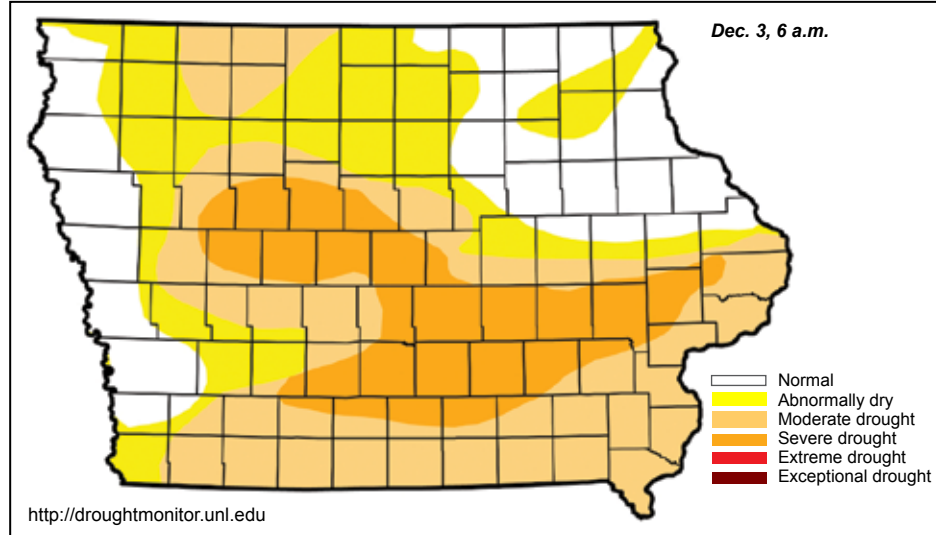 Dec. 3, 6 a.m.
Normal
Abnormally dry
Moderate drought
Severe drought
Extreme drought
Exceptional drought
http://droughtmonitor.unl.edu